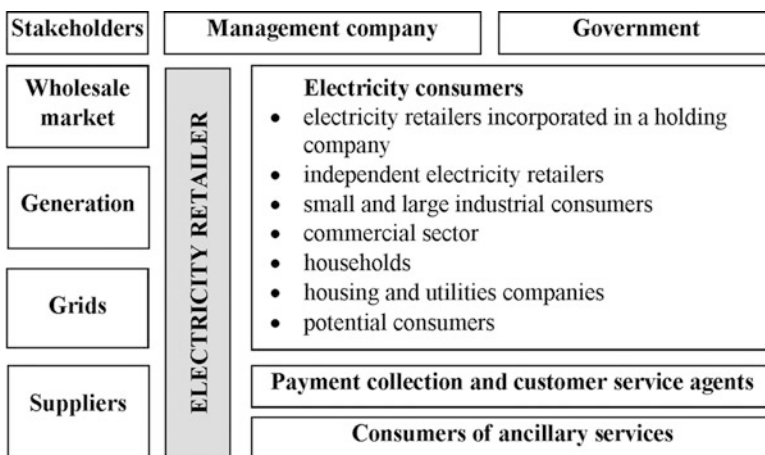 Stakeholders
Management company
Government
Wholesale
market
Generation
Grids
Suppliers
ELECTRICITY RETAILER
Electricity consumers
• electricity retailers incorporated in a holding
company
• independent electricity retailers
• small and large industrial consumers
• commercial sector
• households
• housing and utilities companies
• potential consumers
Payment collection and customer service agents
Consumers of ancillary services